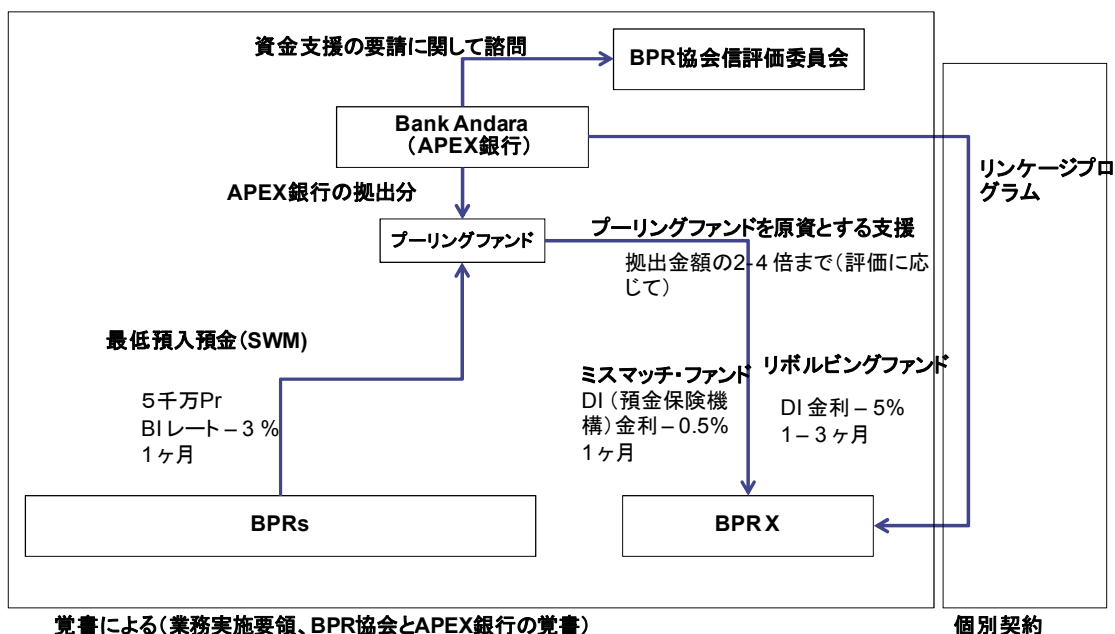 資金支援の要請に関して諮問
BPR協会信評価委員会
Bank Andara
（APEX銀行）
リンケージプロ
グラム
APEX銀行の拠出分
プーリングファンド
プーリングファンドを原資とする支援
拠出金額の2-4 倍まで（評価に応
じて）
最低預入預金（SWM)
５千万Pr
BI レート – 3 %
1ヶ月
ミスマッチ・ファンド
DI （預金保険機
構）金利 – 0.5%
1ヶ月
リボルビングファンド
DI 金利 – 5%
1 – 3 ヶ月
BPRs
BPR X
覚書による（業務実施要領、BPR協会とAPEX銀行の覚書）
個別契約